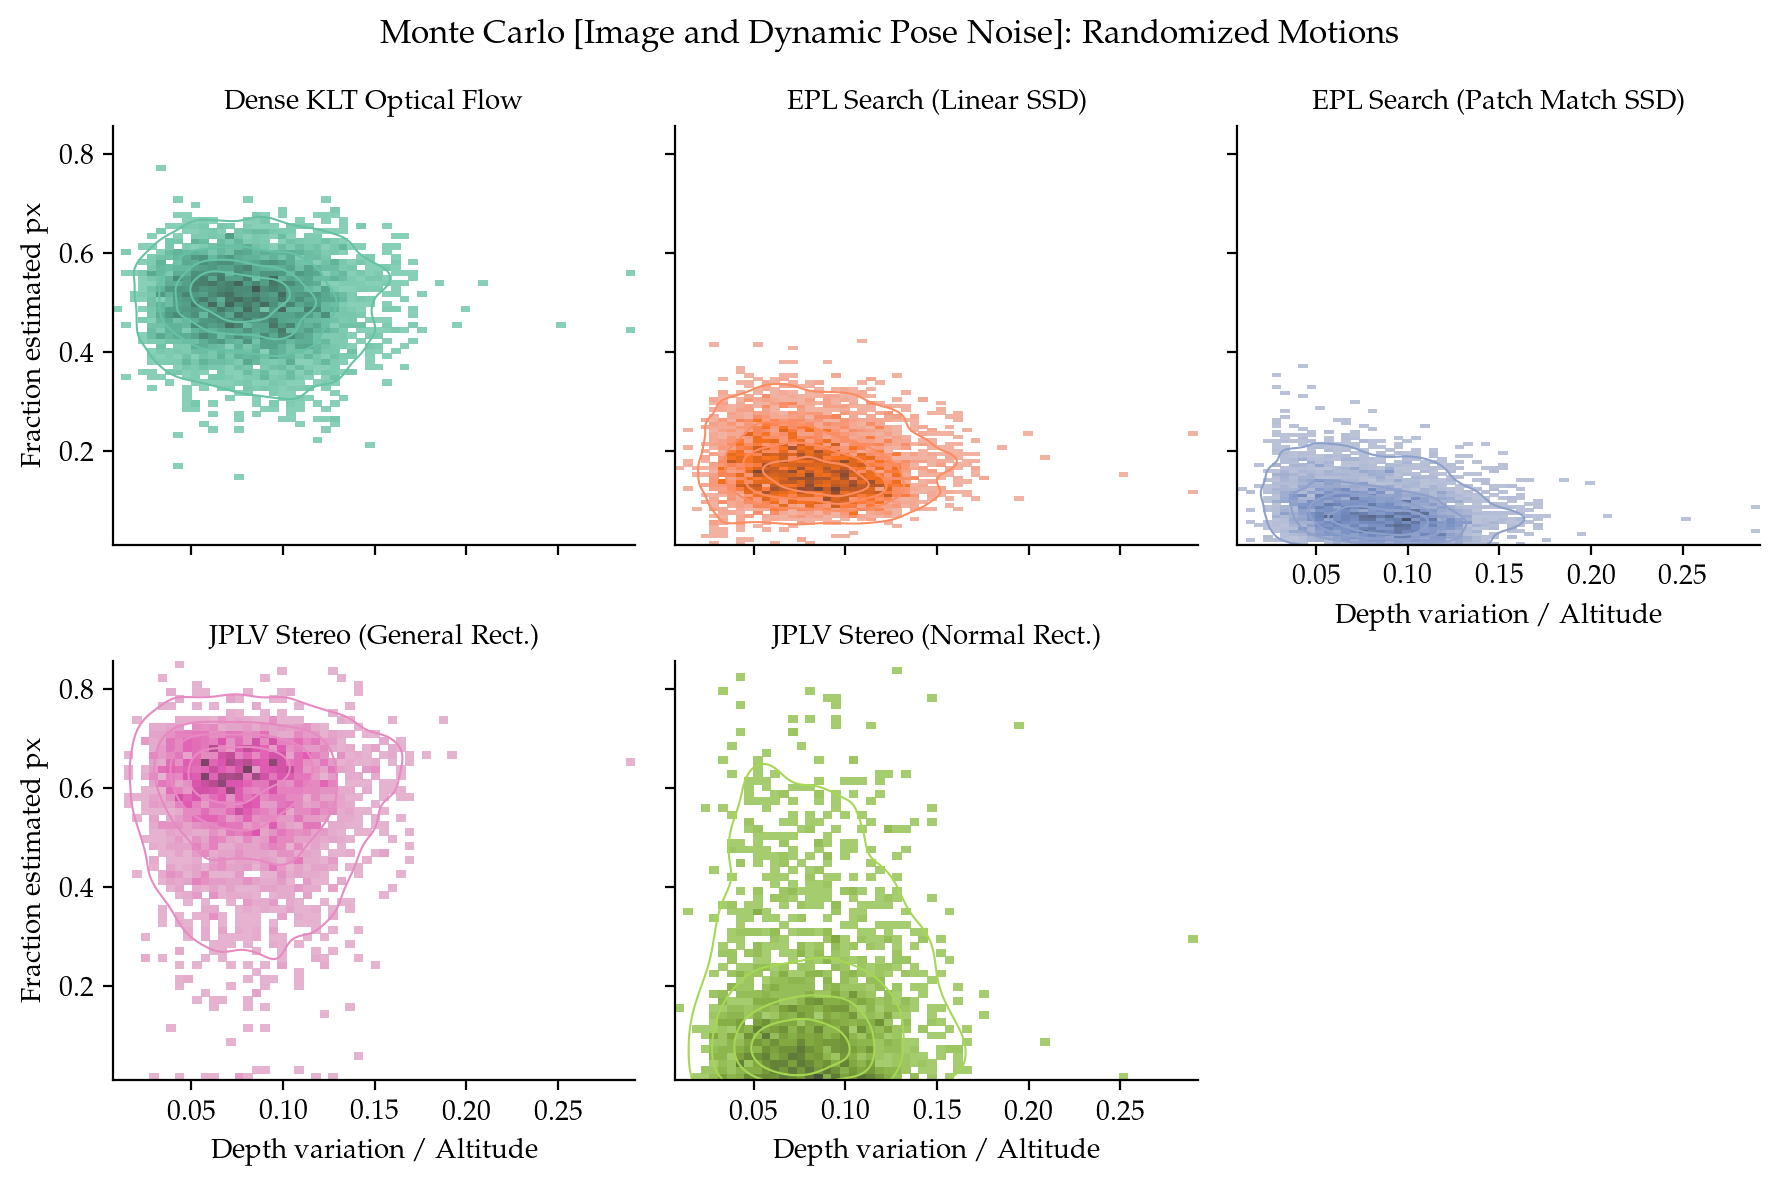 Monte Carlo [Image and Dynamic Pose Noise]: Randomized Motions
Dense KLT Optical Flow
EPL Search (Linear SSD)
EPL Search (Patch Match SSD)
Fraction estimated px
0.8
0.6
0.4
0.2
0.05 0.10 0.15 0.20 0.25
Depth variation / Altitude
JPLV Stereo (General Rect.)
JPLV Stereo (Normal Rect.)
Fraction estimated px
0.8
0.6
0.4
0.2
0.05 0.10 0.15 0.20 0.25
Depth variation / Altitude
0.05 0.10 0.15 0.20 0.25
Depth variation / Altitude